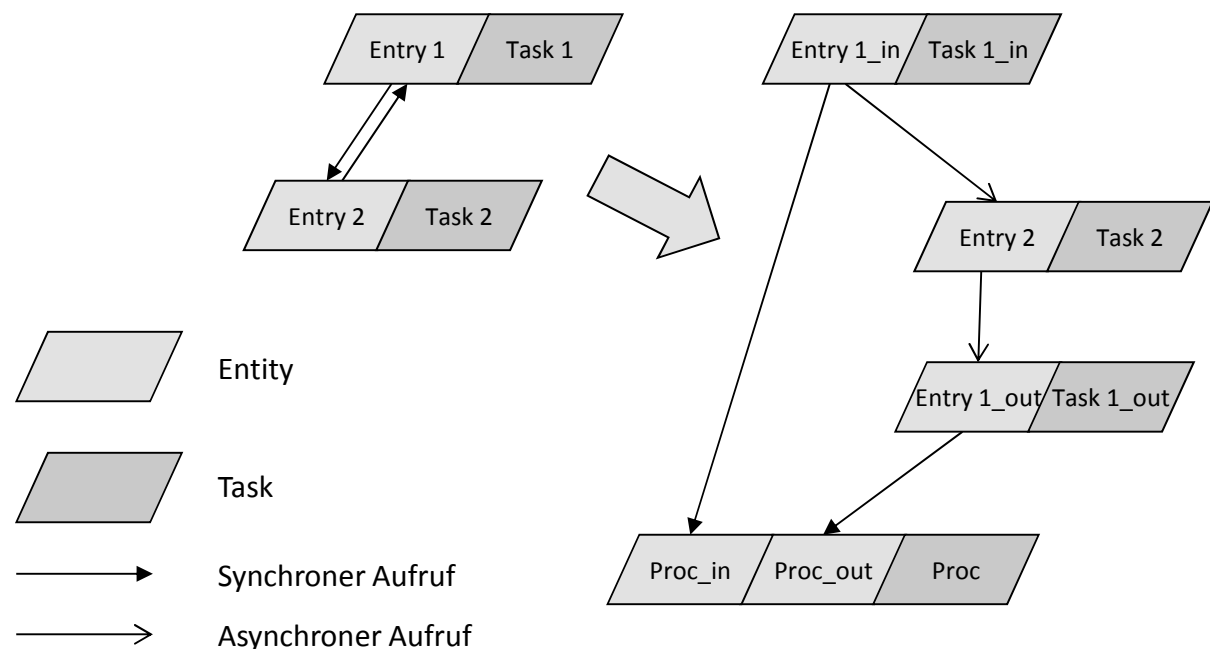 Entry 1 Task 1
Entry 1_in Task 1_in
Entry 2 Task 2
Entry 2 Task 2
Entity
Entry 1_out Task 1_out
Task
Synchroner Aufruf
Proc_in Proc_out Proc
Asynchroner Aufruf